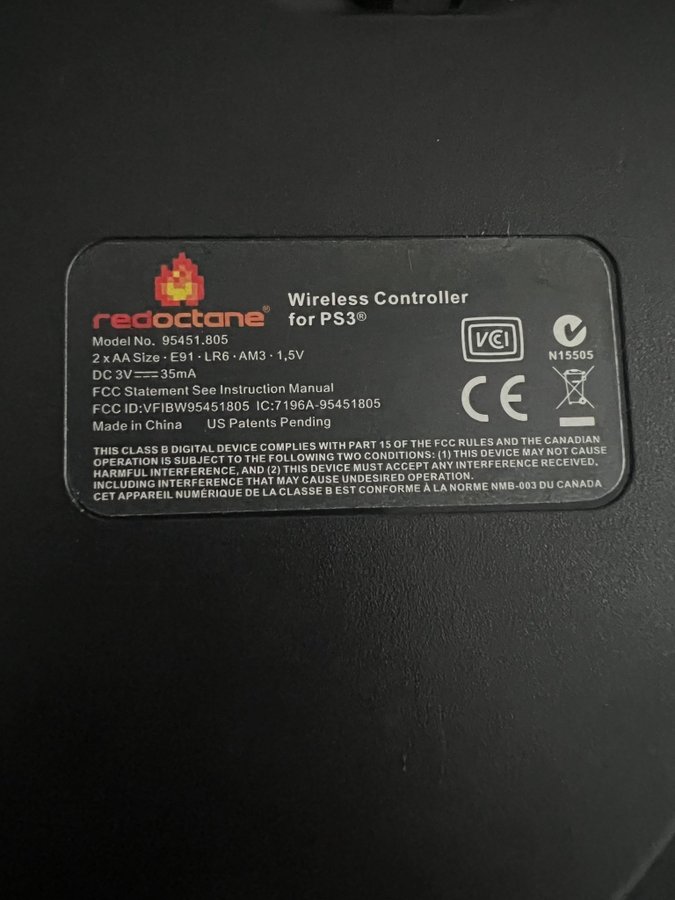 redoctane®
Wireless Controller
for PS3®
Model No. 95451.805
2 x AA Size · E91 · LR6 · AM3 · 1,5V
DC 3V⎓35mA
FCC Statement See Instruction Manual
FCC ID:VFIBW95451805 IC:7196A-95451805
Made in China US Patents Pending
VCCI
N15505
CE
THIS CLASS B DIGITAL DEVICE COMPLIES WITH PART 15 OF THE FCC RULES AND THE CANADIAN
OPERATION IS SUBJECT TO THE FOLLOWING TWO CONDITIONS: (1) THIS DEVICE MAY NOT CAUSE
HARMFUL INTERFERENCE, AND (2) THIS DEVICE MUST ACCEPT ANY INTERFERENCE RECEIVED,
INCLUDING INTERFERENCE THAT MAY CAUSE UNDESIRED OPERATION.
CET APPAREIL NUMÉRIQUE DE LA CLASSE B EST CONFORME À LA NORME NMB-003 DU CANADA